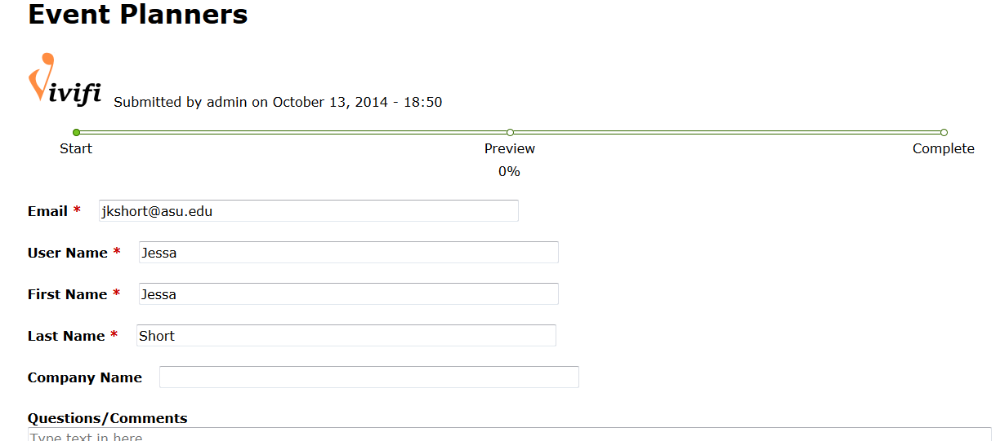 Event Planners
Vivifi Submitted by admin on October 13, 2014 - 18:50
Start Preview Complete
0%
Email * jkshort@asu.edu
User Name * Jessa
First Name * Jessa
Last Name * Short
Company Name
Questions/Comments
Type text in here